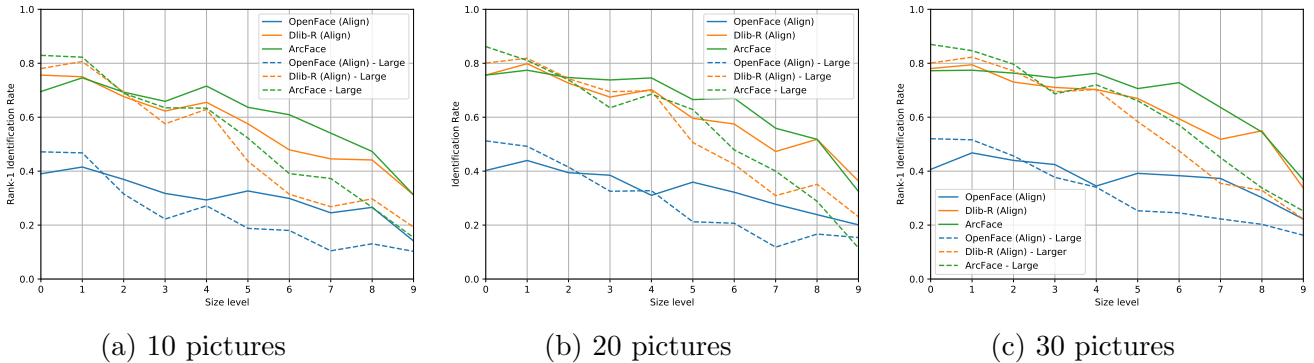 Rank-1 Identification Rate
1.0
0.8
0.6
0.4
0.2
0.0
OpenFace (Align)
Dlib-R (Align)
ArcFace
OpenFace (Align) - Large
Dlib-R (Align) - Large
ArcFace - Large
0 1 2 3 4 5 6 7 8 9
Size level
(a) 10 pictures
Identification Rate
1.0
0.8
0.6
0.4
0.2
0.0
OpenFace (Align)
Dlib-R (Align)
ArcFace
OpenFace (Align) - Large
Dlib-R (Align) - Large
ArcFace - Large
0 1 2 3 4 5 6 7 8 9
Size level
(b) 20 pictures
Rank-1 Identification Rate
1.0
0.8
0.6
0.4
0.2
0.0
OpenFace (Align)
Dlib-R (Align)
ArcFace
OpenFace (Align) - Large
Dlib-R (Align) - Larger
ArcFace - Large
0 1 2 3 4 5 6 7 8 9
Size level
(c) 30 pictures